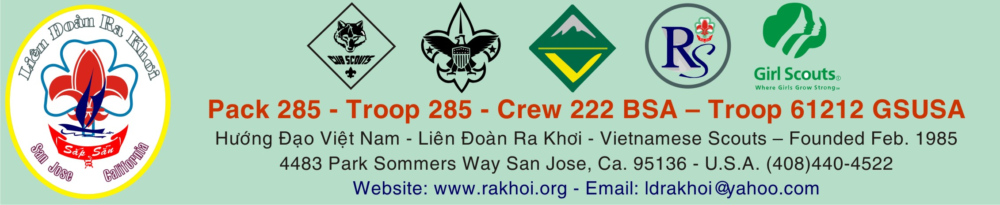 Liên Đoàn Ra Khơi
Sắp Sẵn
San Jose California
CUB SCOUTS
RS
Sắp Sẵn
Girl Scouts®
Where Girls Grow Strong℠
Pack 285 - Troop 285 - Crew 222 BSA – Troop 61212 GSUSA
Hướng Đạo Việt Nam - Liên Đoàn Ra Khơi - Vietnamese Scouts – Founded Feb. 1985
4483 Park Sommers Way San Jose, Ca. 95136 - U.S.A. (408)440-4522
Website: www.rakhoi.org - Email: ldrakhoi@yahoo.com